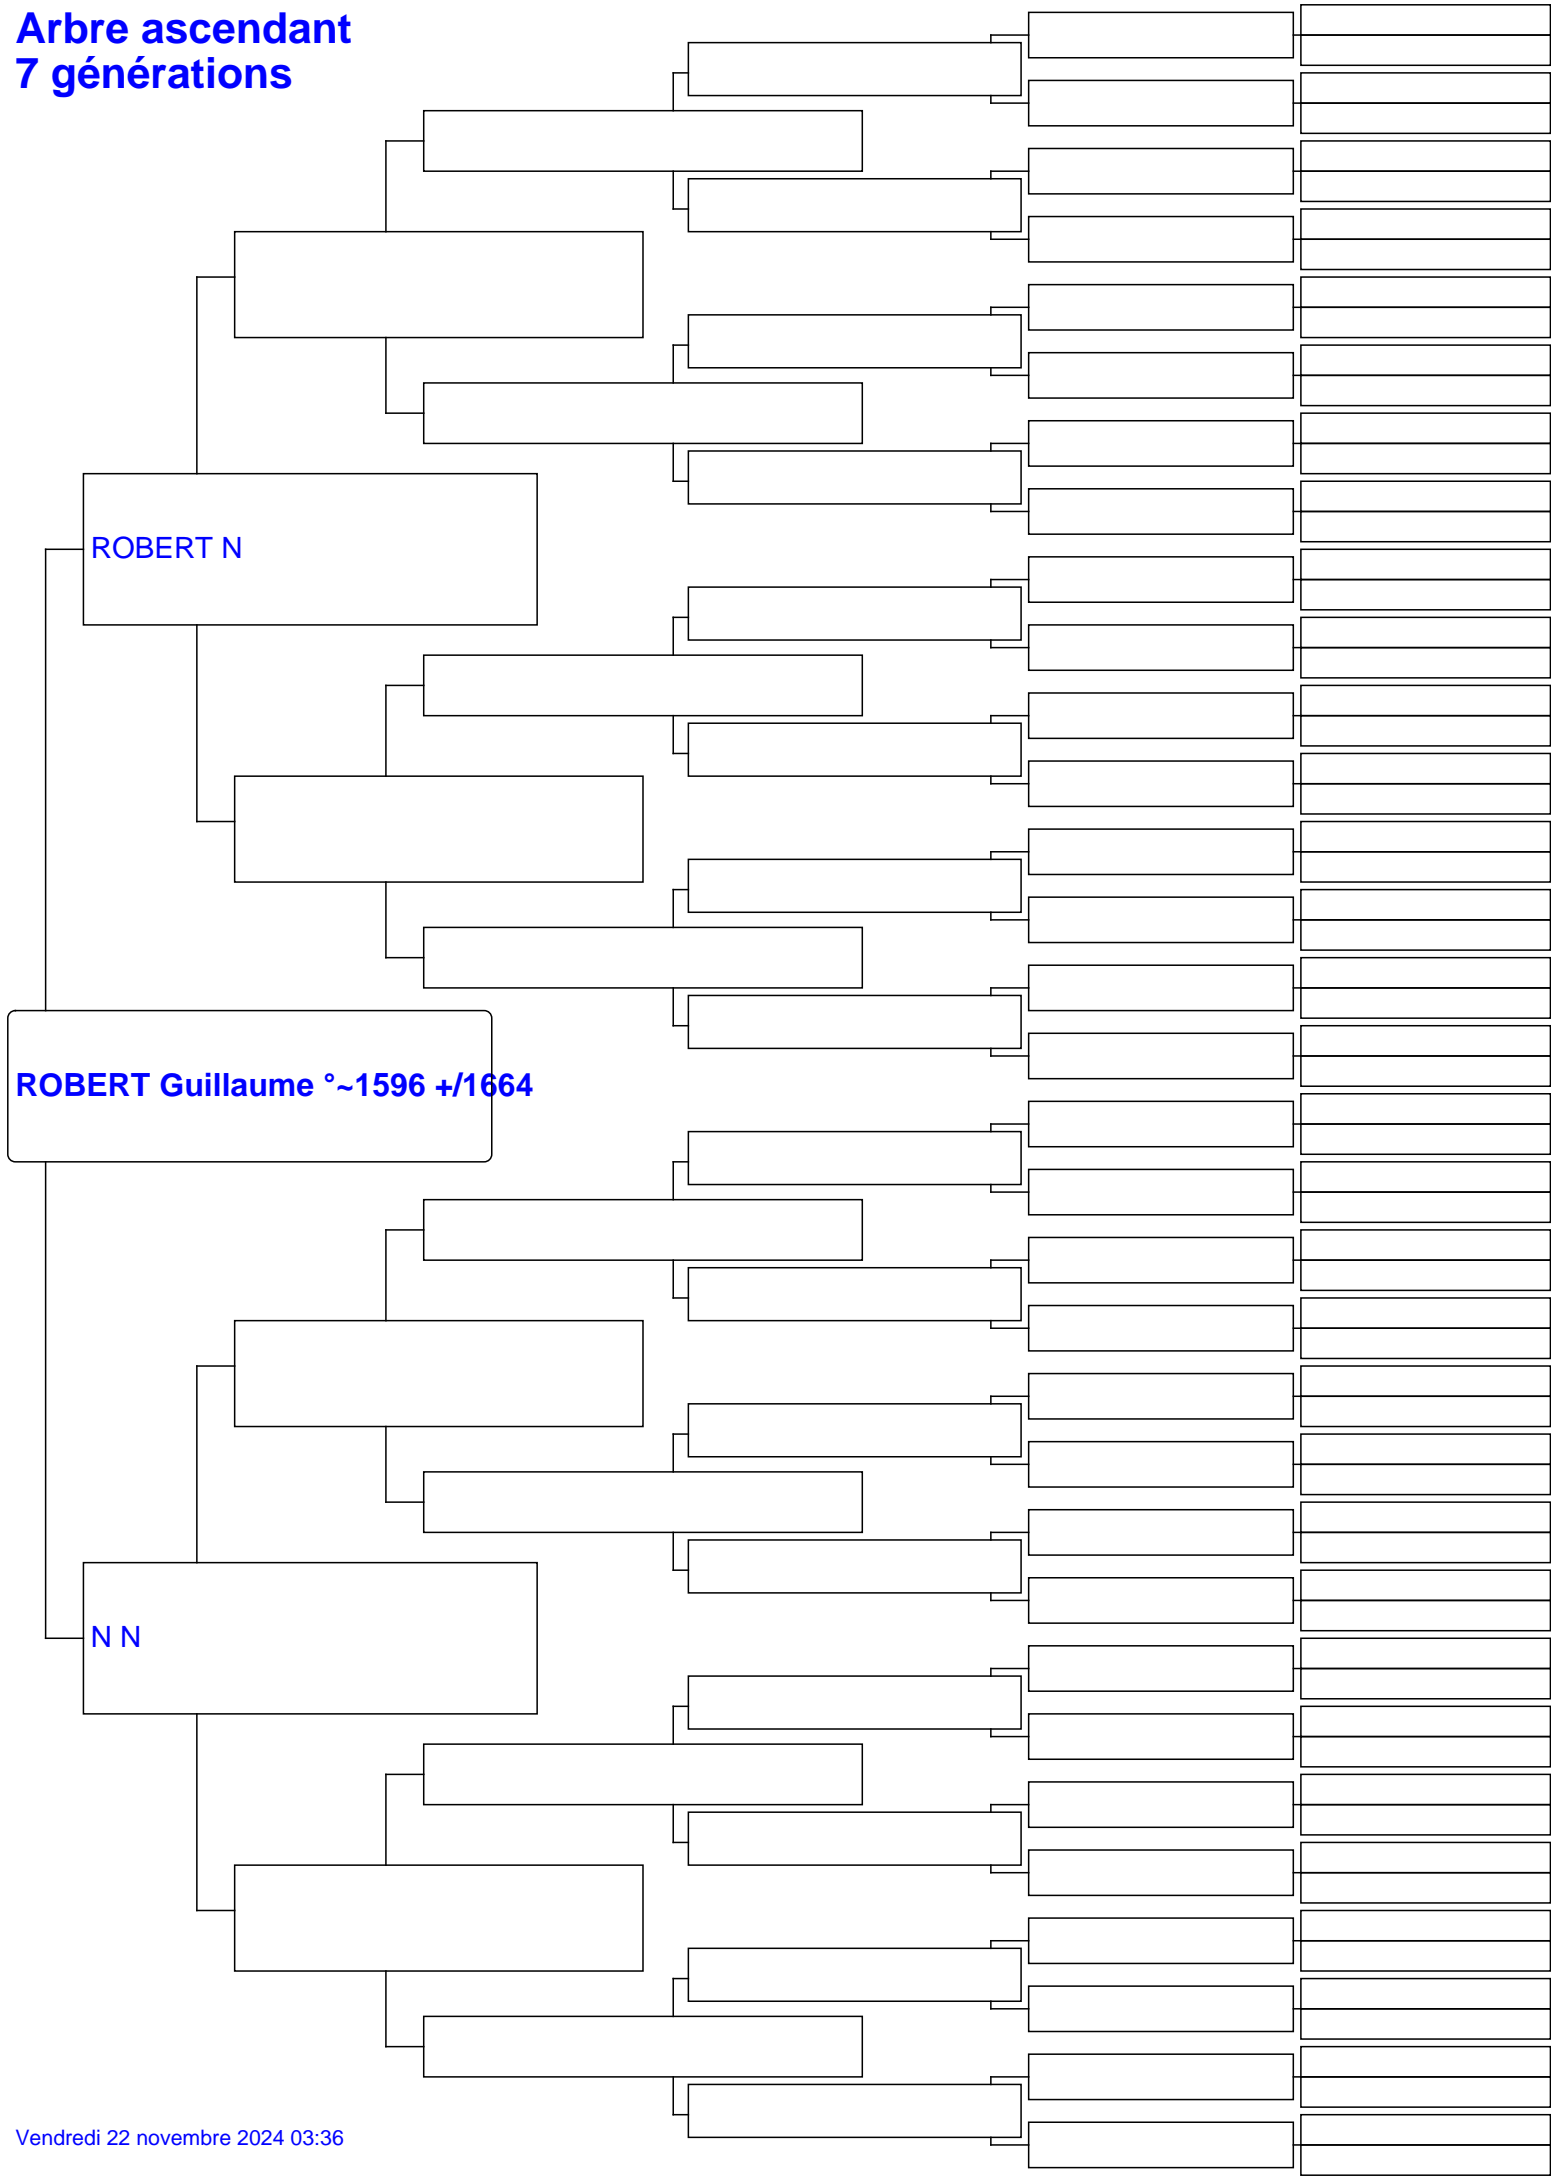 Arbre ascendant
7 générations
ROBERT N
ROBERT Guillaume °~1596 +/1664
N N
Vendredi 22 novembre 2024 03:36